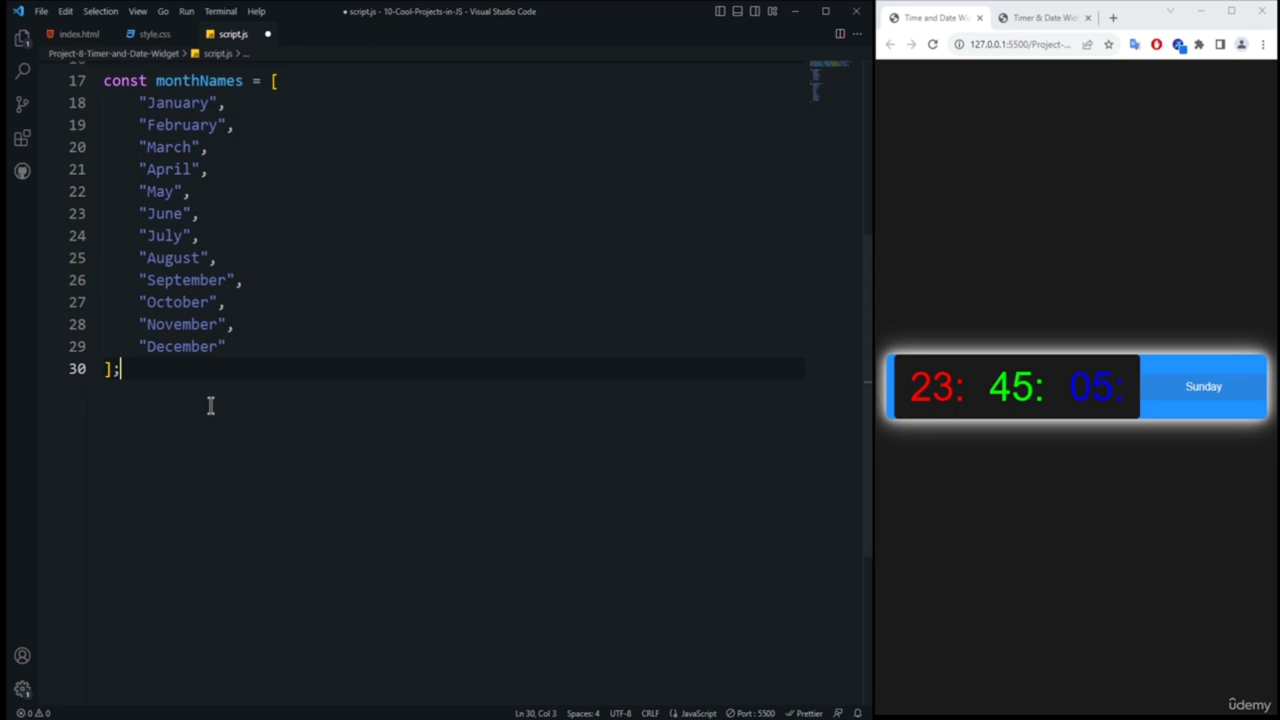 File Edit Selection View Go Run Terminal Help
● script.js - 10-Cool-Projects-in-JS - Visual Studio Code
index.html style.css script.js ●
Project-8-Timer-and-Date-Widget > script.js > ...
17 const monthNames = [
18 "January",
19 "February",
20 "March",
21 "April",
22 "May",
23 "June",
24 "July",
25 "August",
26 "September",
27 "October",
28 "November",
29 "December"
30 ];
0 0
Ln 30, Col 3 Spaces: 4 UTF-8 CRLF JavaScript Port : 5500 Prettier
Time and Date Wi Timer & Date Wid
127.0.0.1:5500/Project-...
23: 45: 05: Sunday
ûdemy